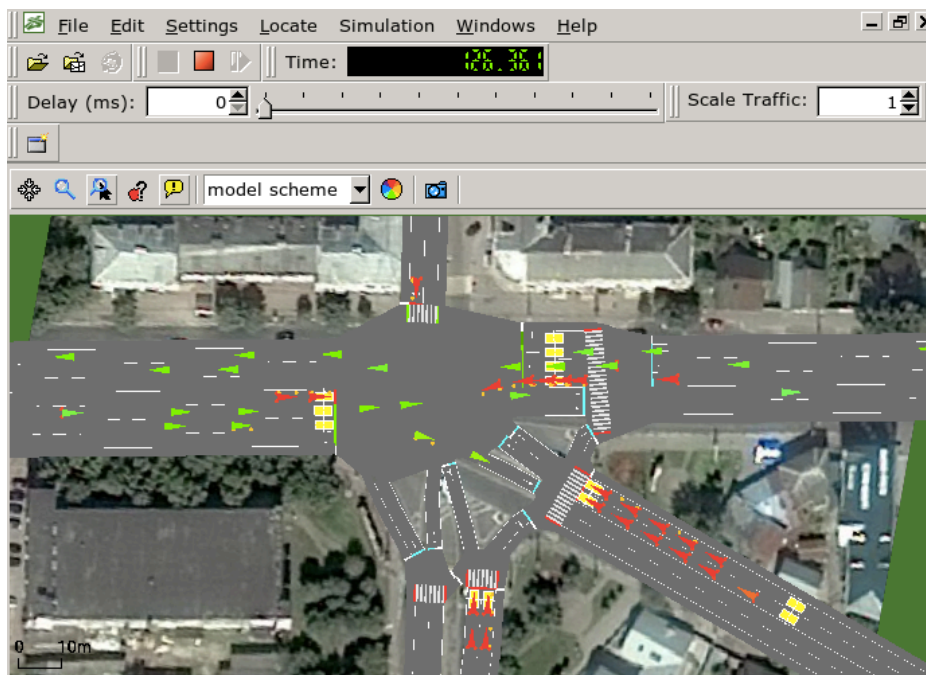 File Edit Settings Locate Simulation Windows Help
Time: 126.361
Delay (ms): 0 Scale Traffic: 1
model scheme
0 10m